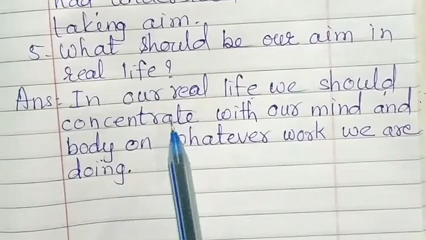 taking aim.
5. What should be our aim in
real life?
Ans: In our real life we should
concentrate with our mind and
body on whatever work we are
doing.